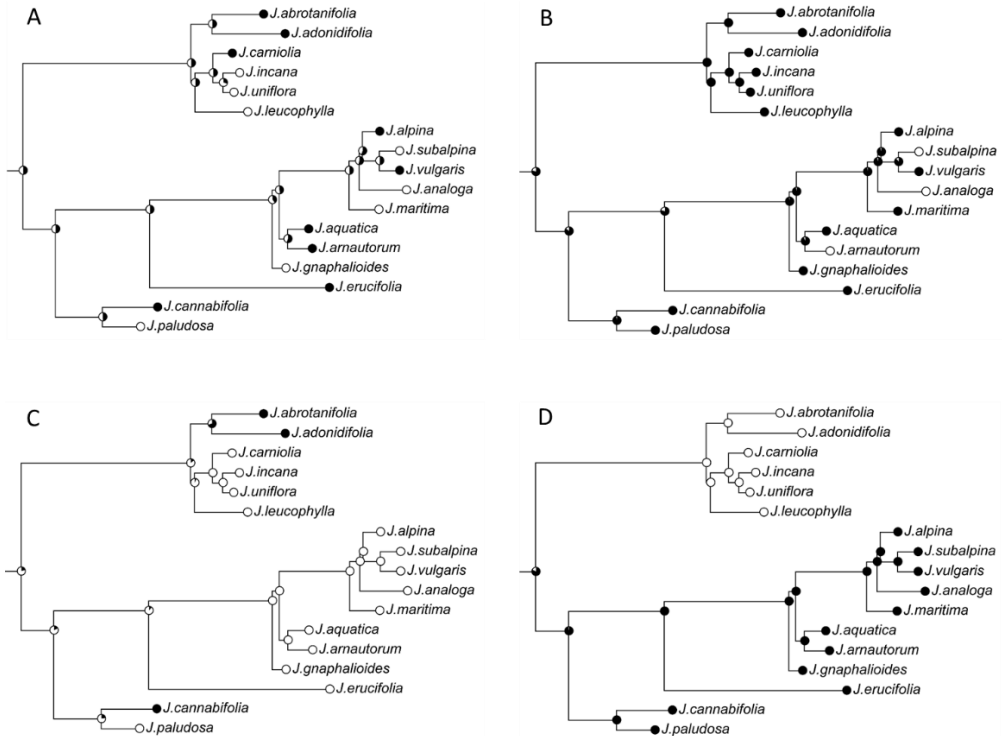 A
J.abrotanifolia
J.adonidifolia
J.carniolia
J.incana
J.uniflora
J.leucophylla
J.alpina
J.subalpina
J.vulgaris
J.analoga
J.maritima
J.aquatica
J.arnautorum
J.gnaphalioides
J.erucifolia
J.cannabifolia
J.paludosa
B
J.abrotanifolia
J.adonidifolia
J.carniolia
J.incana
J.uniflora
J.leucophylla
J.alpina
J.subalpina
J.vulgaris
J.analoga
J.maritima
J.aquatica
J.arnautorum
J.gnaphalioides
J.erucifolia
J.cannabifolia
J.paludosa
C
J.abrotanifolia
J.adonidifolia
J.carniolia
J.incana
J.uniflora
J.leucophylla
J.alpina
J.subalpina
J.vulgaris
J.analoga
J.maritima
J.aquatica
J.arnautorum
J.gnaphalioides
J.erucifolia
J.cannabifolia
J.paludosa
D
J.abrotanifolia
J.adonidifolia
J.carniolia
J.incana
J.uniflora
J.leucophylla
J.alpina
J.subalpina
J.vulgaris
J.analoga
J.maritima
J.aquatica
J.arnautorum
J.gnaphalioides
J.erucifolia
J.cannabifolia
J.paludosa